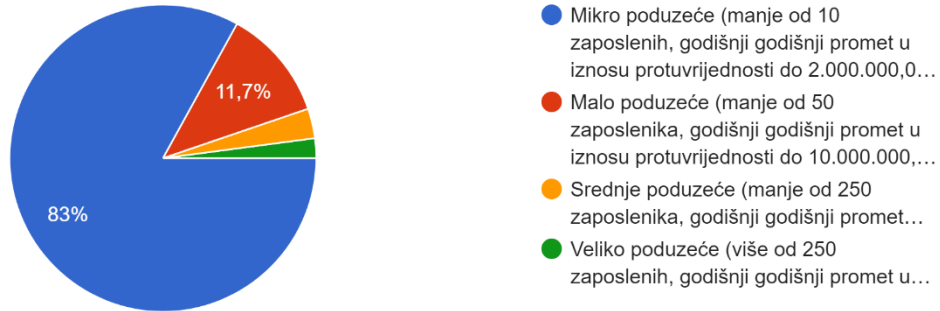 11,7%
83%
Mikro poduzeće (manje od 10
zaposlenih, godišnji godišnji promet u
iznosu protuvrijednosti do 2.000.000,0…
Malo poduzeće (manje od 50
zaposlenika, godišnji godišnji promet u
iznosu protuvrijednosti do 10.000.000,…
Srednje poduzeće (manje od 250
zaposlenika, godišnji godišnji promet…
Veliko poduzeće (više od 250
zaposlenih, godišnji godišnji promet u…